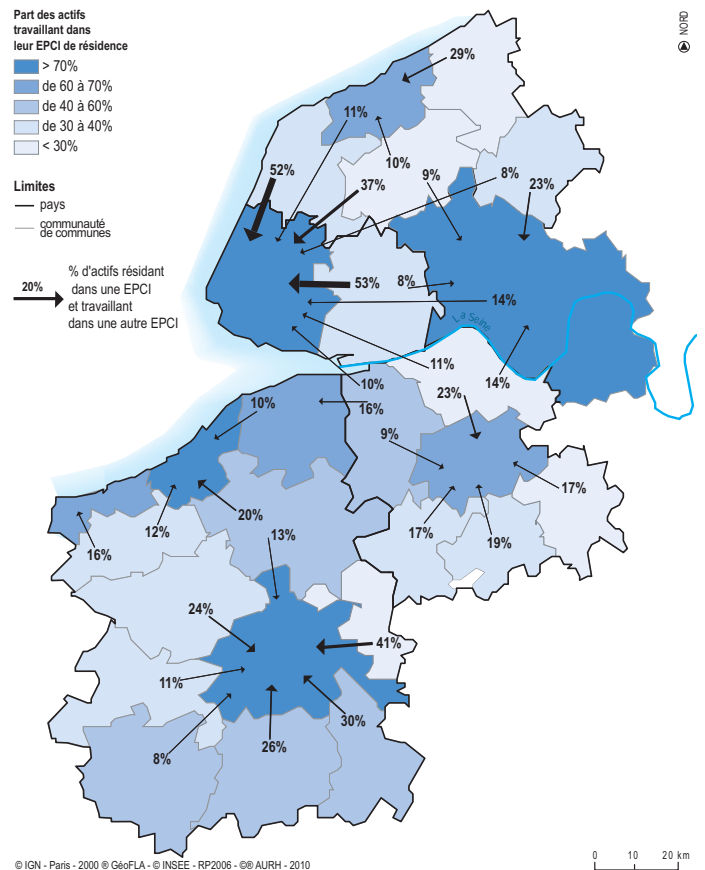 Part des actifs
travaillant dans
leur EPCI de résidence
> 70%
de 60 à 70%
de 40 à 60%
de 30 à 40%
< 30%
Limites
pays
communauté
de communes
20%
% d'actifs résidant
dans une EPCI
et travaillant
dans une autre EPCI
NORD
29%
11%
10%
52%
37%
9%
8%
23%
53%
8%
14%
La Seine
11%
14%
10%
16%
23%
10%
9%
17%
20%
12%
13%
17%
19%
16%
24%
41%
11%
30%
26%
8%
0 10 20 km
© IGN - Paris - 2000 ® GéoFLA - © INSEE - RP2006 - ©® AURH - 2010